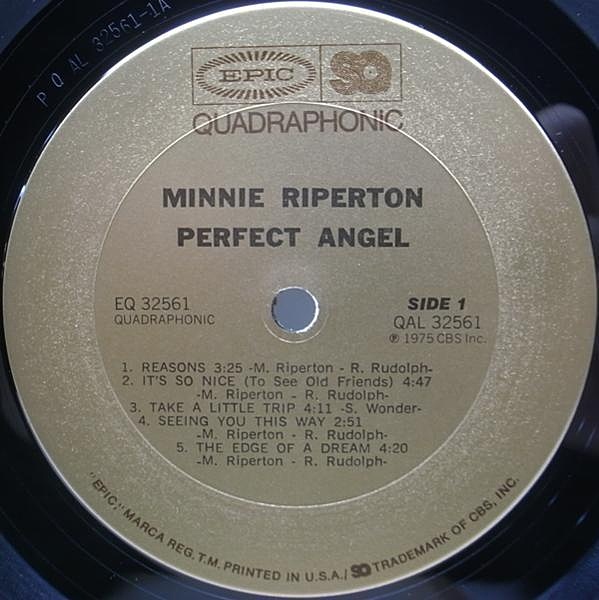 P Q AL 32561-1A
EPIC SQ
QUADRAPHONIC
MINNIE RIPERTON
PERFECT ANGEL
EQ 32561
QUADRAPHONIC
SIDE 1
QAL 32561
℗ 1975 CBS Inc.
1. REASONS 3:25 -M. Riperton - R. Rudolph-
2. IT'S SO NICE (To See Old Friends) 4:47
-M. Riperton - R. Rudolph-
3. TAKE A LITTLE TRIP 4:11 -S. Wonder-
4. SEEING YOU THIS WAY 2:51
-M. Riperton - R. Rudolph-
5. THE EDGE OF A DREAM 4:20
-M. Riperton - R. Rudolph-
"EPIC," MARCA REG. T.M. PRINTED IN U.S.A./ SQ TRADEMARK OF CBS, INC.